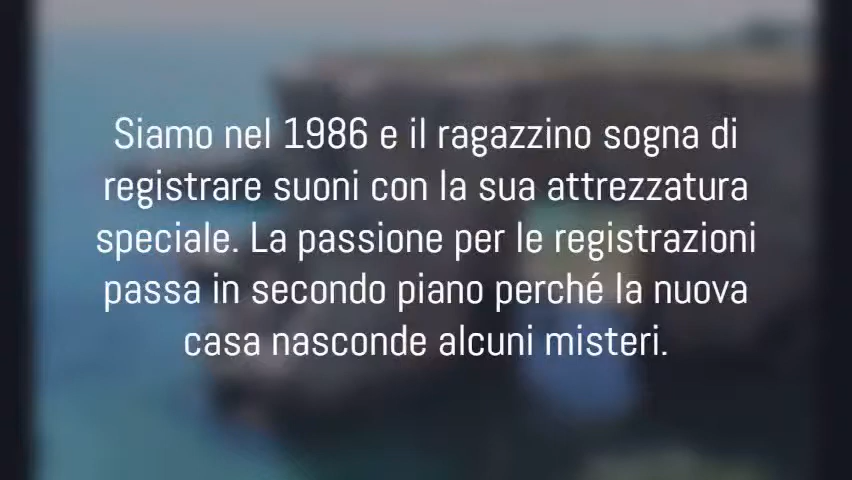 Siamo nel 1986 e il ragazzino sogna di
registrare suoni con la sua attrezzatura
speciale. La passione per le registrazioni
passa in secondo piano perché la nuova
casa nasconde alcuni misteri.